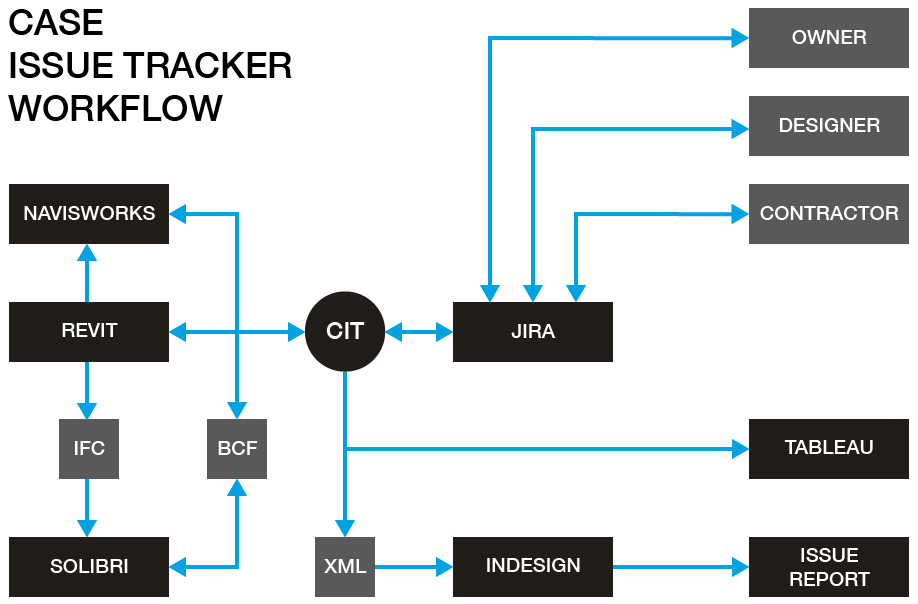 CASE
ISSUE TRACKER
WORKFLOW
OWNER
DESIGNER
NAVISWORKS
CONTRACTOR
REVIT
CIT
JIRA
IFC
BCF
TABLEAU
SOLIBRI
XML
INDESIGN
ISSUE
REPORT